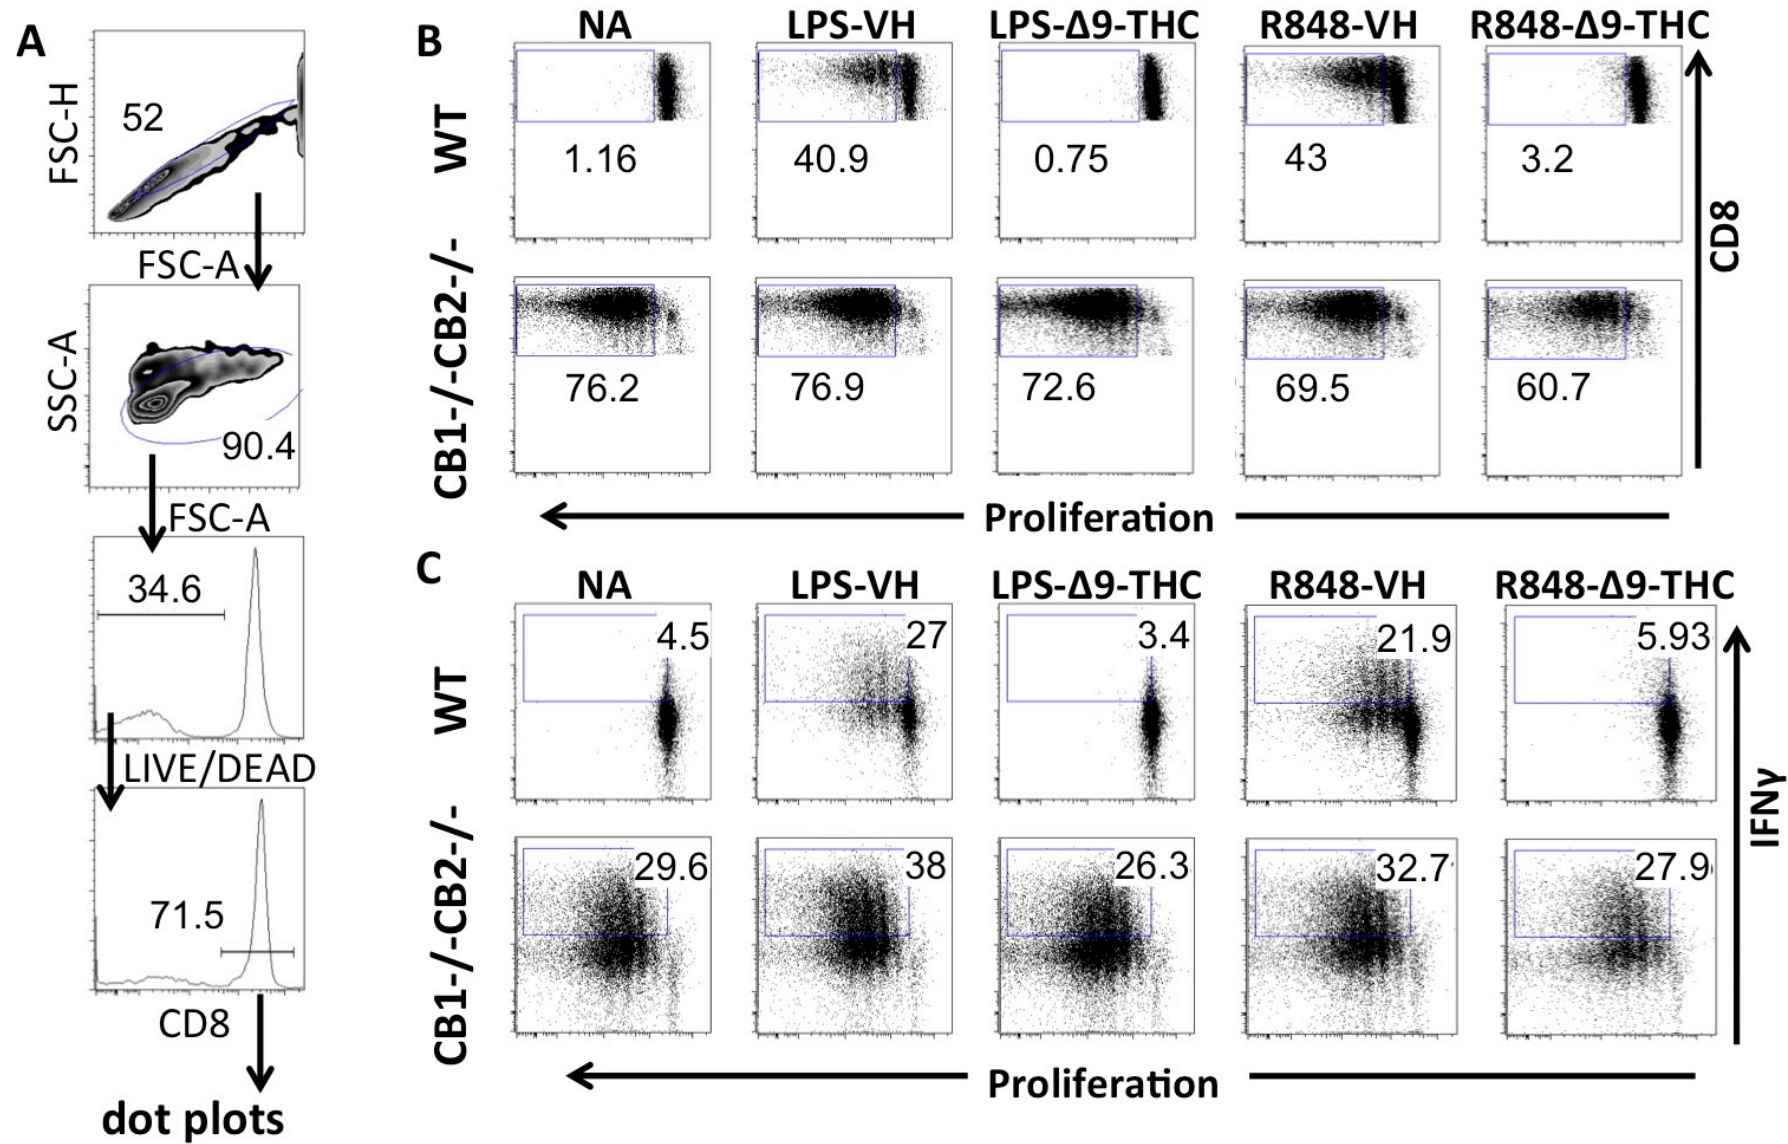 A
FSC-H
52
FSC-A
SSC-A
90.4
FSC-A
34.6
LIVE/DEAD
71.5
CD8
dot plots
B
NA LPS-VH LPS-Δ9-THC R848-VH R848-Δ9-THC
WT
1.16 40.9 0.75 43 3.2
CD8
CB1-/-CB2-/-
76.2 76.9 72.6 69.5 60.7
Proliferation
C
NA LPS-VH LPS-Δ9-THC R848-VH R848-Δ9-THC
WT
4.5 27 3.4 21.9 5.93
IFNγ
CB1-/-CB2-/-
29.6 38 26.3 32.7 27.9
Proliferation